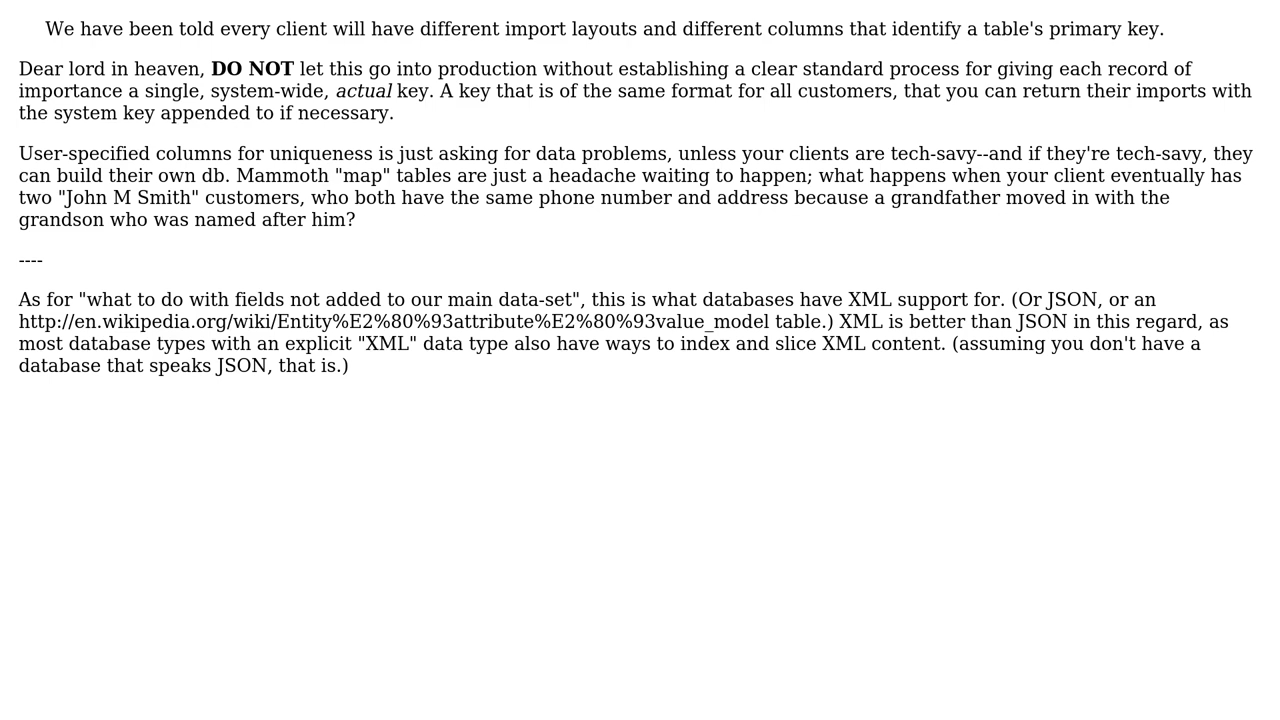 We have been told every client will have different import layouts and different columns that identify a table's primary key.
Dear lord in heaven, DO NOT let this go into production without establishing a clear standard process for giving each record of
importance a single, system-wide, actual key. A key that is of the same format for all customers, that you can return their imports with
the system key appended to if necessary.
User-specified columns for uniqueness is just asking for data problems, unless your clients are tech-savy--and if they're tech-savy, they
can build their own db. Mammoth "map" tables are just a headache waiting to happen; what happens when your client eventually has
two "John M Smith" customers, who both have the same phone number and address because a grandfather moved in with the
grandson who was named after him?
----
As for "what to do with fields not added to our main data-set", this is what databases have XML support for. (Or JSON, or an
http://en.wikipedia.org/wiki/Entity%E2%80%93attribute%E2%80%93value_model table.) XML is better than JSON in this regard, as
most database types with an explicit "XML" data type also have ways to index and slice XML content. (assuming you don't have a
database that speaks JSON, that is.)